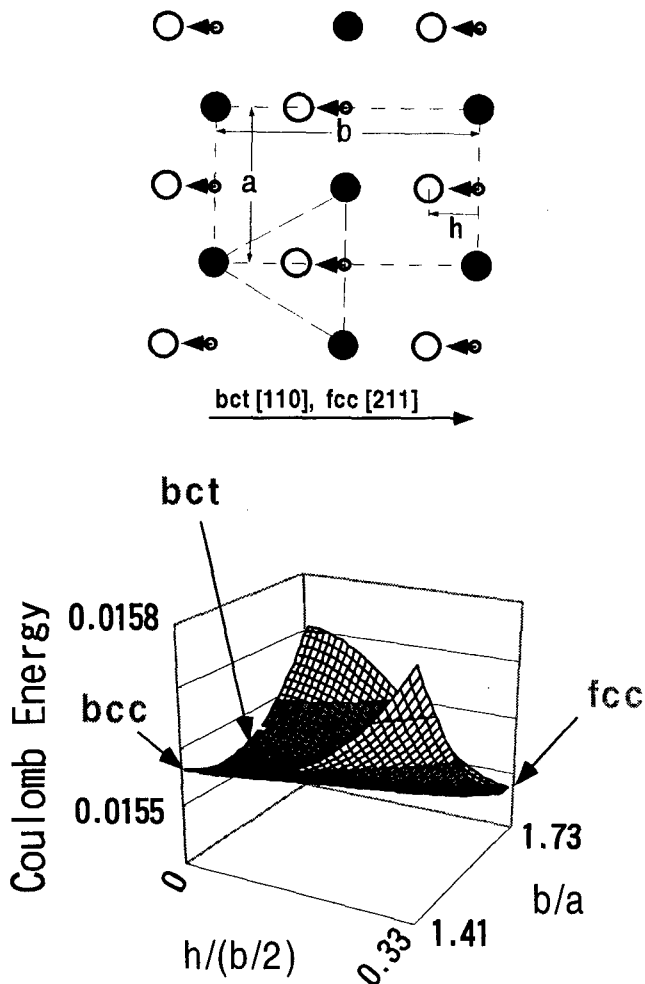 b
a
h
bct [110], fcc [211]
bct
0.0158
bcc
fcc
Coulomb Energy
0.0155
1.73
0
b/a
1.41
0.33
h/(b/2)